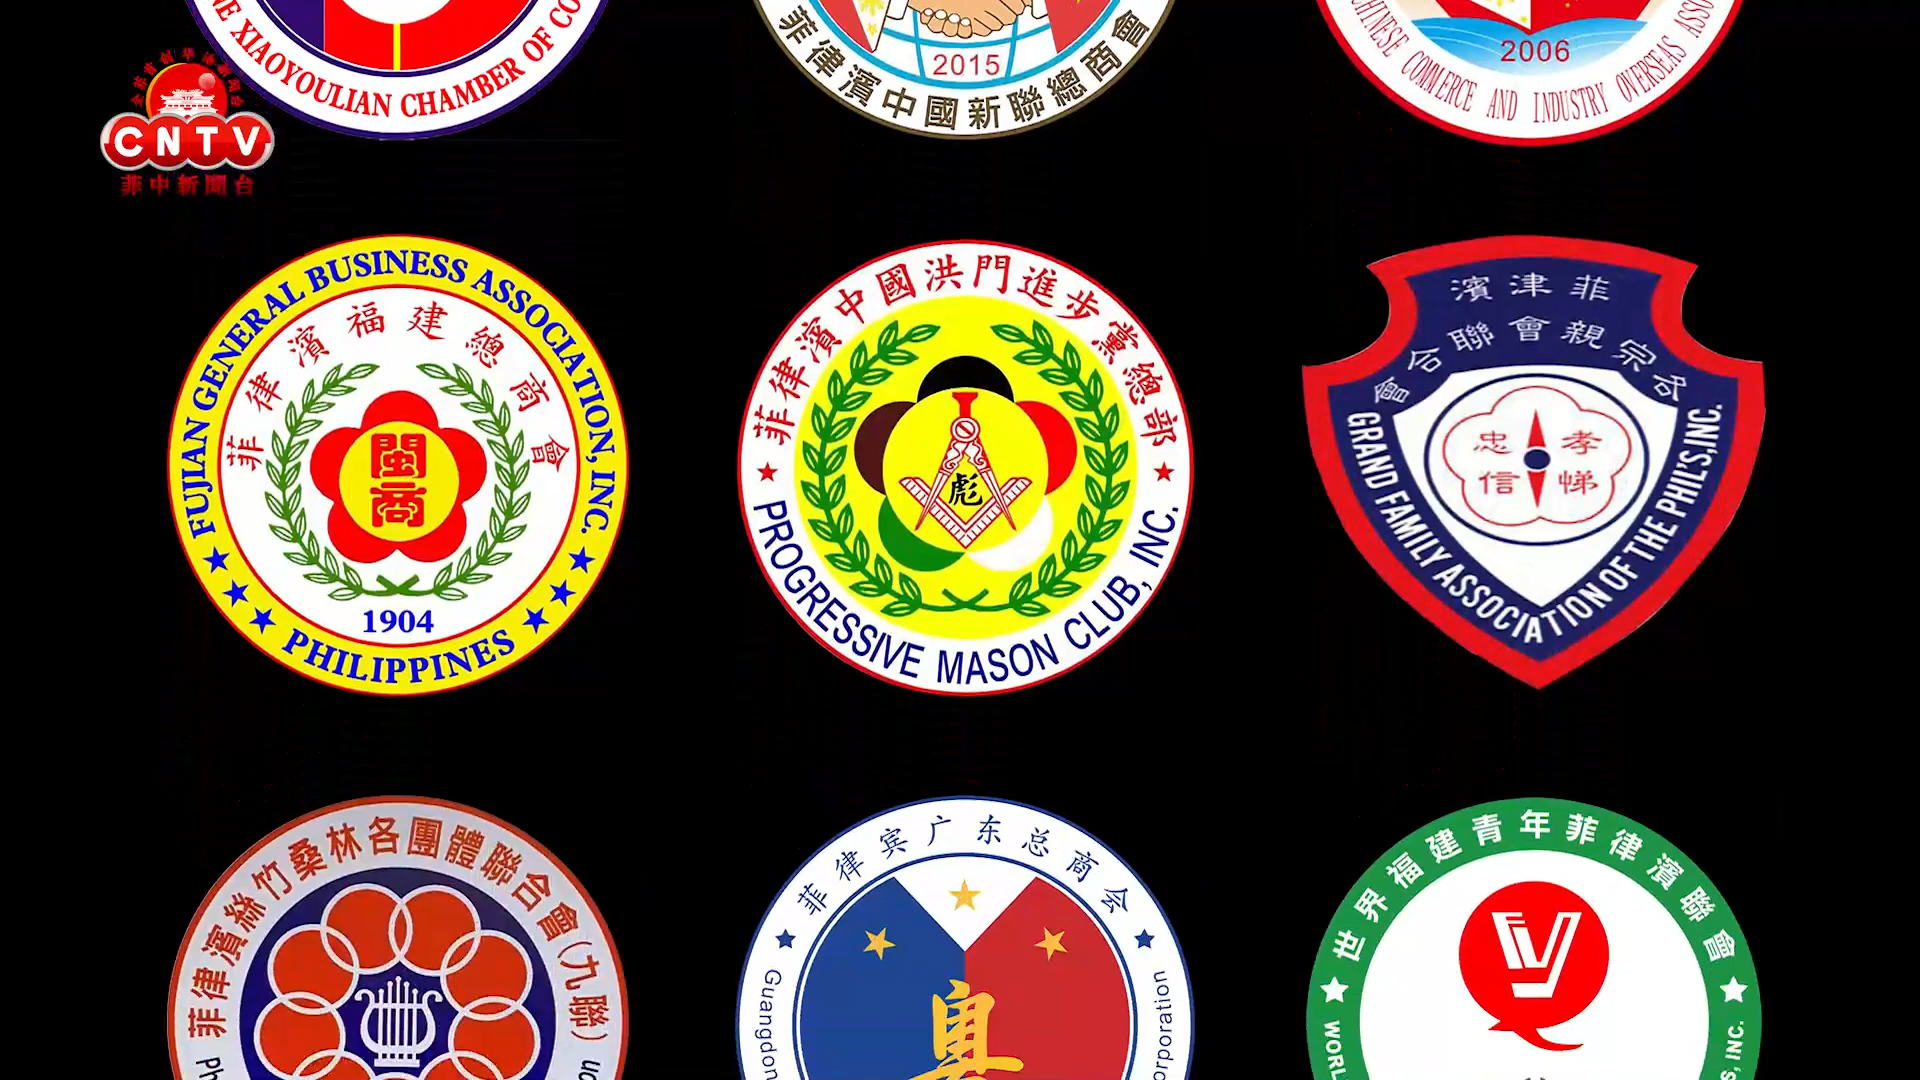 XIAOYOULIAN CHAMBER OF
2015
菲律濱中國新聯總商會
2006
CHINESE COMMERCE AND INDUSTRY OVERSEAS
CNTV
菲中新聞台
FUJIAN GENERAL BUSINESS ASSOCIATION, INC.
菲律濱福建總商會
閩商
1904
PHILIPPINES
菲律濱中國洪門進步黨總部
彪
PROGRESSIVE MASON CLUB, INC.
菲律濱
各宗親會聯合會
忠孝
信悌
GRAND FAMILY ASSOCIATION OF THE PHIL'S,INC.
菲律濱絲竹桑林各團體聯合會(九聯)
菲律宾广东总商会
粤
世界福建青年菲律濱聯會